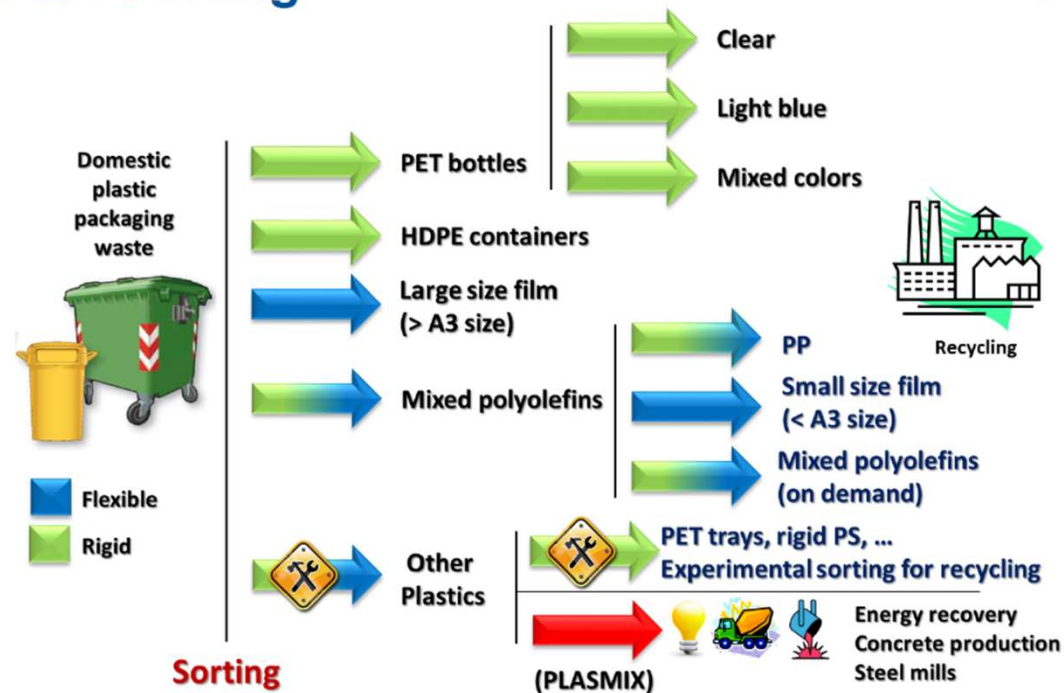 Clear
Light blue
Mixed colors
Domestic
plastic
packaging
waste
PET bottles
HDPE containers
Large size film
(> A3 size)
Mixed polyolefins
PP
Small size film
(< A3 size)
Mixed polyolefins
(on demand)
Recycling
Flexible
Rigid
Other
Plastics
PET trays, rigid PS, ...
Experimental sorting for recycling
Energy recovery
Concrete production
Steel mills
(PLASMIX)
Sorting